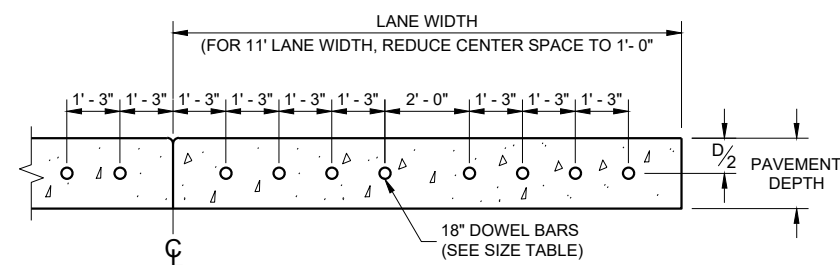 LANE WIDTH
(FOR 11' LANE WIDTH, REDUCE CENTER SPACE TO 1'- 0"
1' - 3" 1' - 3" 1' - 3" 1' - 3" 1' - 3" 1' - 3" 2' - 0" 1' - 3" 1' - 3" 1' - 3"
D/2
PAVEMENT
DEPTH
18" DOWEL BARS
(SEE SIZE TABLE)
℄